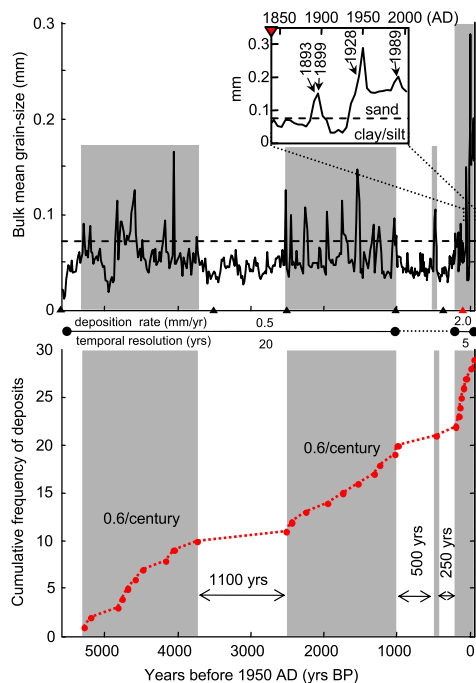 1850 1900 1950 2000 (AD)
0.3
0.2
0.1
0
mm
1893
1899
1928
1989
sand
clay/silt
Bulk mean grain-size (mm)
0.3
0.2
0.1
0
deposition rate (mm/yr) 0.5 2.0
temporal resolution (yrs) 20 5
Cumulative frequency of deposits
30
25
20
15
10
5
0
0.6/century
0.6/century
1100 yrs
500 yrs
250 yrs
5000 4000 3000 2000 1000 0
Years before 1950 AD (yrs BP)